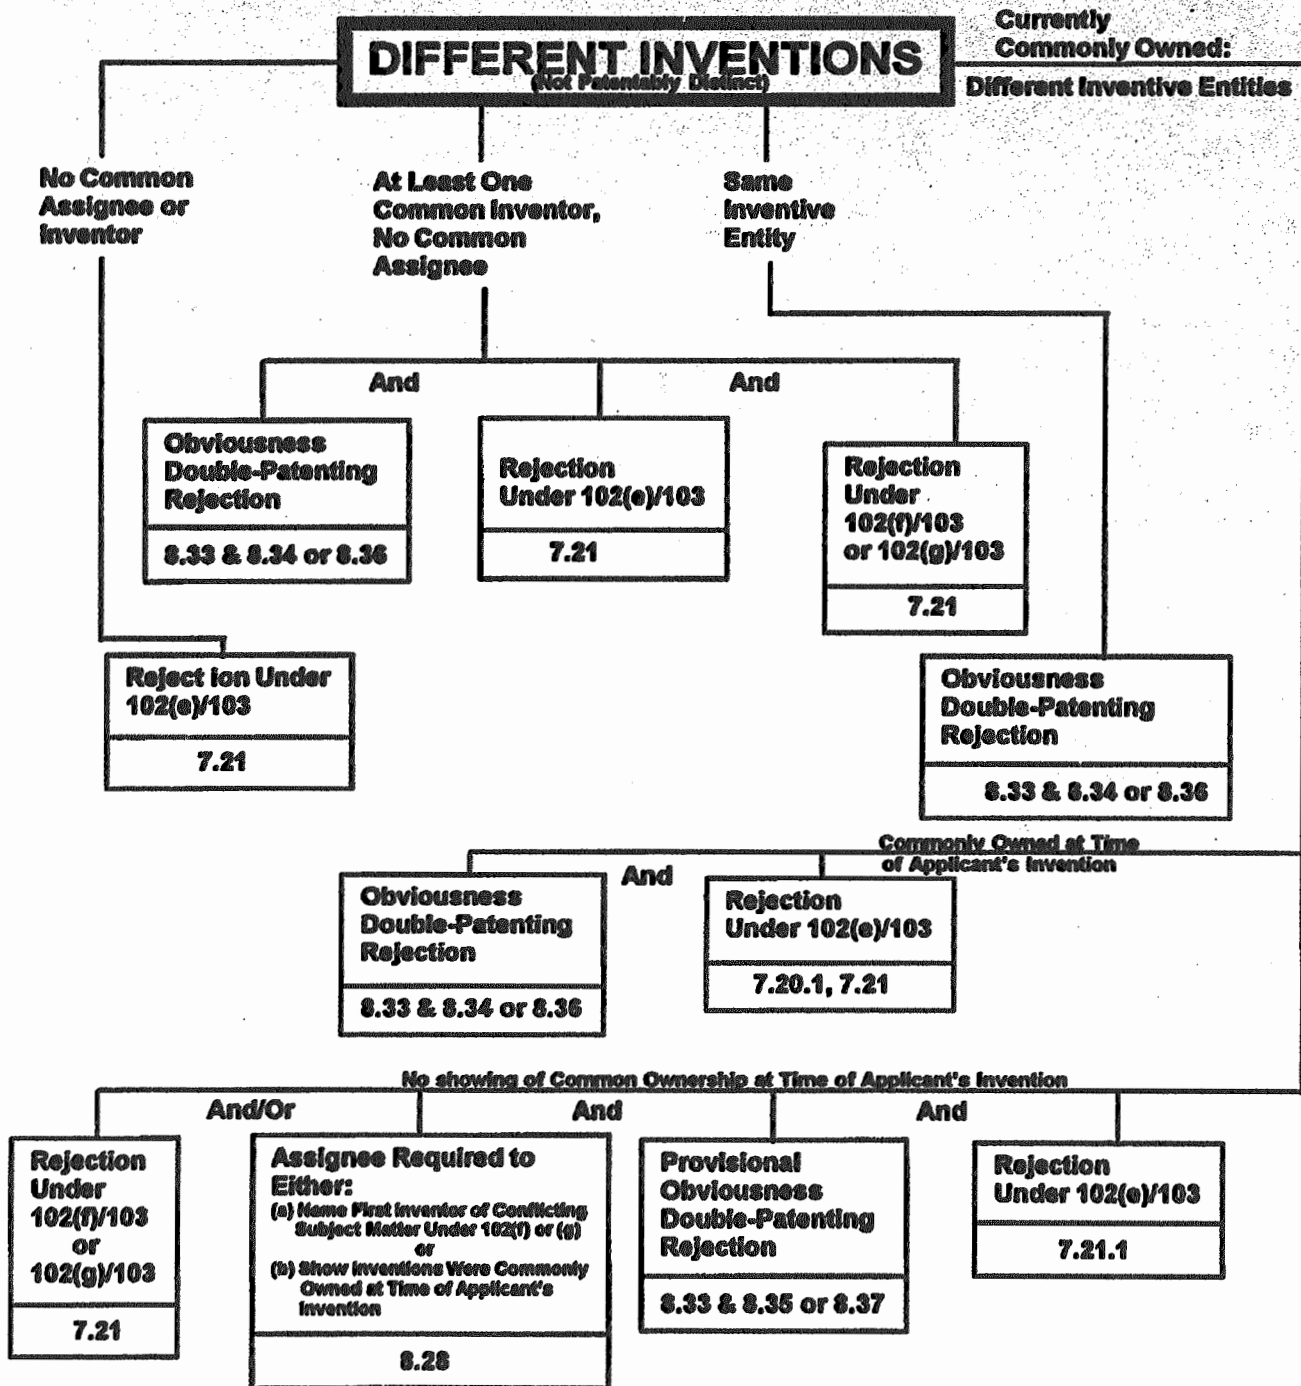 Currently
Commonly Owned:
DIFFERENT INVENTIONS
(Not Patentably Distinct)
Different Inventive Entities
No Common
Assignee or
Inventor
At Least One
Common Inventor,
No Common
Assignee
Same
Inventive
Entity
And
And
Obviousness
Double-Patenting
Rejection
8.33 & 8.34 or 8.36
Rejection
Under 102(e)/103
7.21
Rejection
Under
102(f)/103
or 102(g)/103
7.21
Reject ion Under
102(e)/103
7.21
Obviousness
Double-Patenting
Rejection
8.33 & 8.34 or 8.36
Commonly Owned at Time
of Applicant's Invention
And
Obviousness
Double-Patenting
Rejection
8.33 & 8.34 or 8.36
Rejection
Under 102(e)/103
7.20.1, 7.21
No showing of Common Ownership at Time of Applicant's Invention
And/Or
And
And
Rejection
Under
102(f)/103
or
102(g)/103
7.21
Assignee Required to
Either:
(a) Name First Inventor of Conflicting
Subject Matter Under 102(f) or (g)
or
(b) Show Inventions Were Commonly
Owned at Time of Applicant's
Invention
8.28
Provisional
Obviousness
Double-Patenting
Rejection
8.33 & 8.35 or 8.37
Rejection
Under 102(e)/103
7.21.1